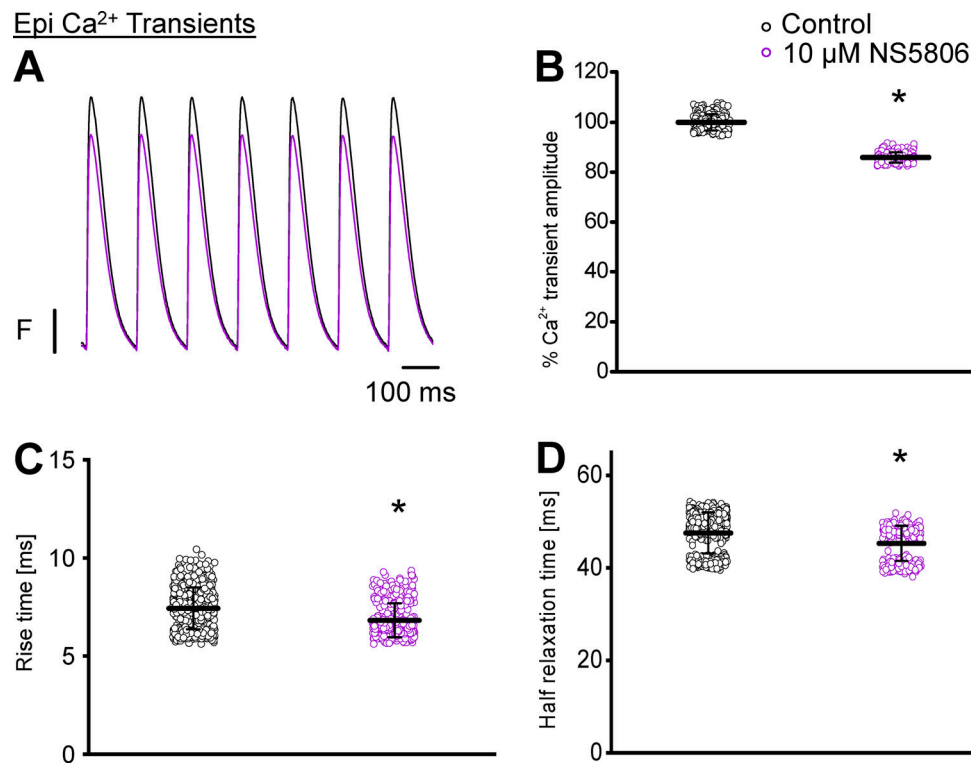 Epi Ca²⁺ Transients
Control
10 µM NS5806
A
F
100 ms
B
% Ca²⁺ transient amplitude
120
100
80
60
40
20
0
*
C
Rise time [ms]
15
10
5
0
*
D
Half relaxation time [ms]
60
40
20
0
*